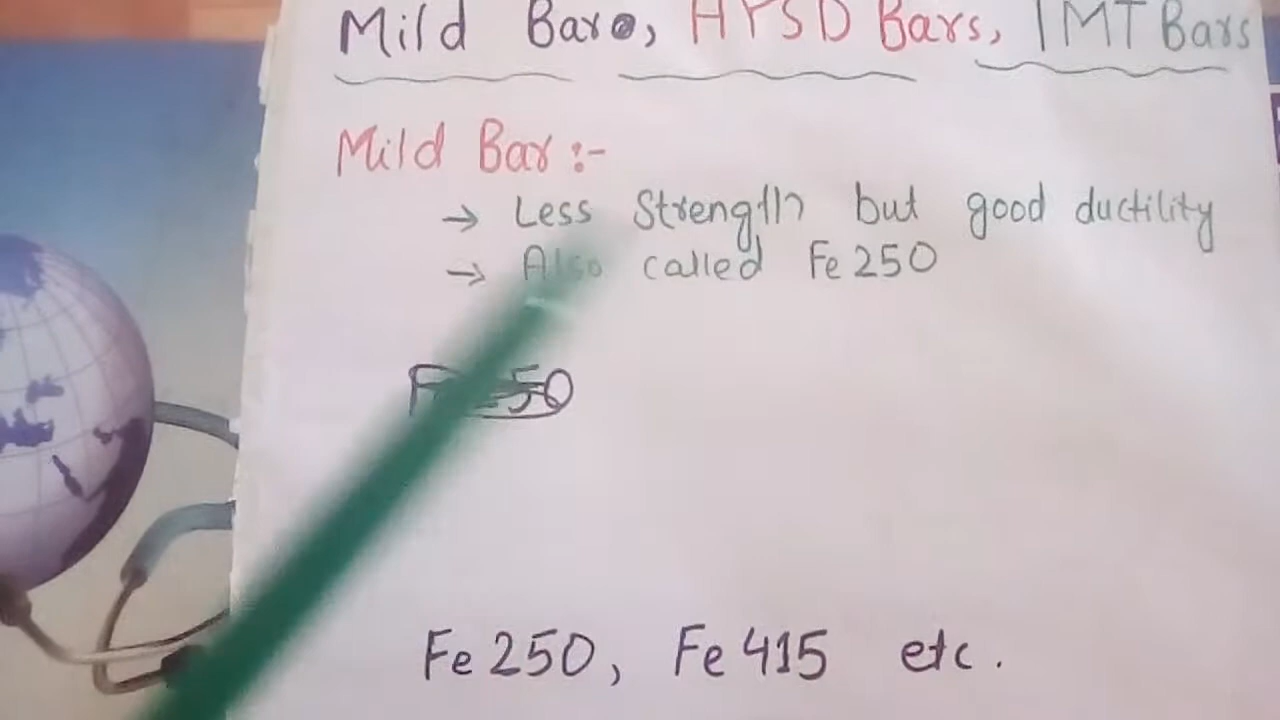 Mild Bar, HYSD Bars, TMT Bars
Mild Bar :-
→ Less Strength but good ductility
→ Also called Fe 250
Fe 250, Fe 415 etc.